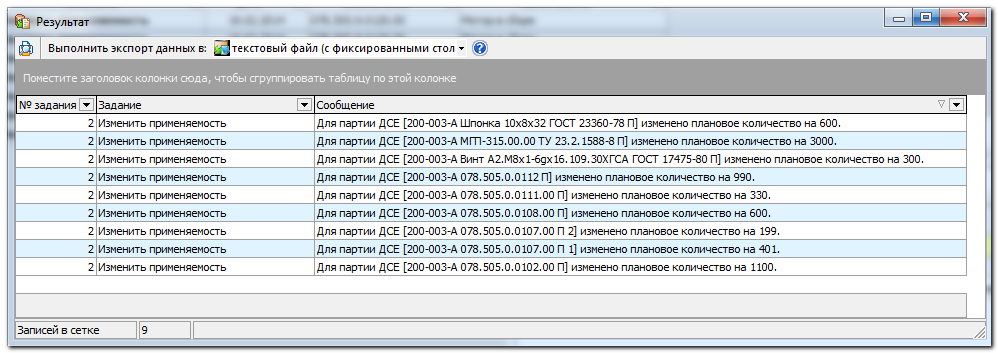 Результат
Выполнить экспорт данных в: текстовый файл (с фиксированными стол
Поместите заголовок колонки сюда, чтобы сгруппировать таблицу по этой колонке
№ задания Задание Сообщение
2 Изменить применяемость Для партии ДСЕ [200-003-А Шпонка 10х8х32 ГОСТ 23360-78 П] изменено плановое количество на 600.
2 Изменить применяемость Для партии ДСЕ [200-003-А МГП-315.00.00 ТУ 23.2.1588-8 П] изменено плановое количество на 3000.
2 Изменить применяемость Для партии ДСЕ [200-003-А Винт А2.М8х1-6gх16.109.30ХГСА ГОСТ 17475-80 П] изменено плановое количество на 300.
2 Изменить применяемость Для партии ДСЕ [200-003-А 078.505.0.0112 П] изменено плановое количество на 990.
2 Изменить применяемость Для партии ДСЕ [200-003-А 078.505.0.0111.00 П] изменено плановое количество на 330.
2 Изменить применяемость Для партии ДСЕ [200-003-А 078.505.0.0108.00 П] изменено плановое количество на 600.
2 Изменить применяемость Для партии ДСЕ [200-003-А 078.505.0.0107.00 П 2] изменено плановое количество на 199.
2 Изменить применяемость Для партии ДСЕ [200-003-А 078.505.0.0107.00 П 1] изменено плановое количество на 401.
2 Изменить применяемость Для партии ДСЕ [200-003-А 078.505.0.0102.00 П] изменено плановое количество на 1100.
Записей в сетке 9